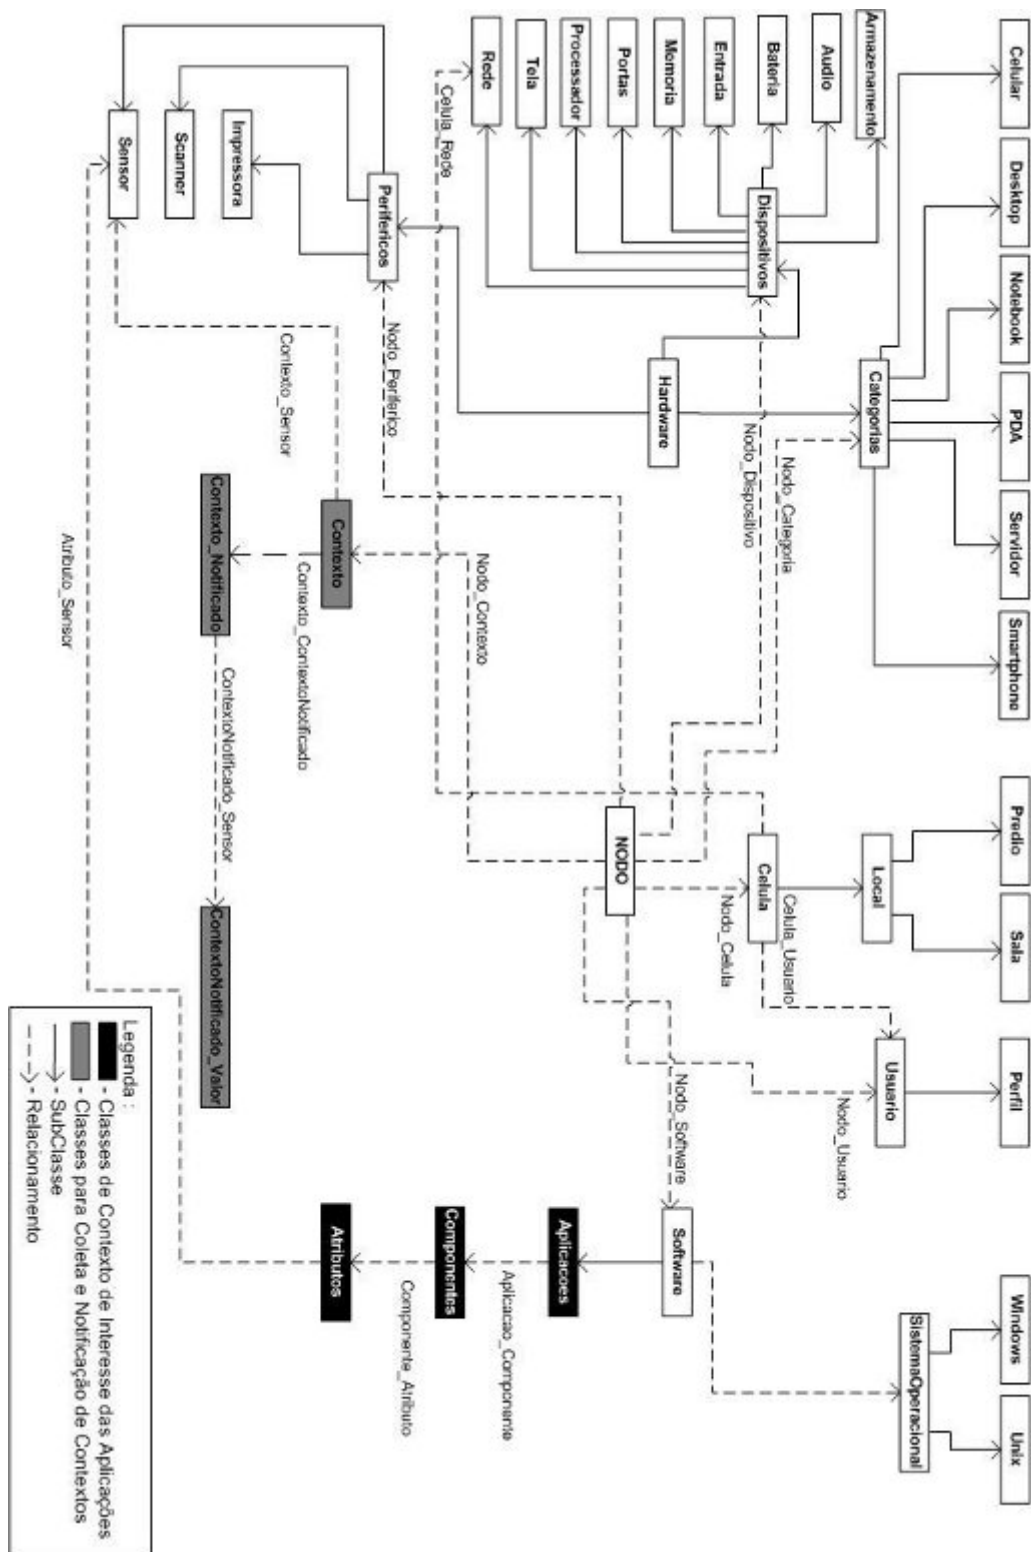 Celular
Desktop
Notebook
PDA
Servidor
Smartphone
Predio
Sala
Perfil
Windows
Unix
Armazenamento
Audio
Bateria
Entrada
Memoria
Portas
Processador
Tela
Rede
Dispositivos
Categorias
Local
Usuario
SistemaOperacional
Hardware
Celula
Celula_Usuario
Nodo_Usuario
Nodo_Categoria
Nodo_Dispositivo
Nodo_Celula
Celula_Rede
Perifericos
Nodo_Periferico
NODO
Nodo_Software
Software
Impressora
Scanner
Sensor
Nodo_Contexto
Aplicacoes
Aplicacao_Componente
Componentes
Componente_Atributo
Atributos
Contexto
Contexto_Sensor
Contexto_ContextoNotificado
Contexto_Notificado
ContextoNotificado_Sensor
ContextoNotificado_Valor
Atributo_Sensor
Legenda :
- Classes de Contexto de Interesse das Aplicações
- Classes para Coleta e Notificação de Contextos
- SubClasse
- Relacionamento